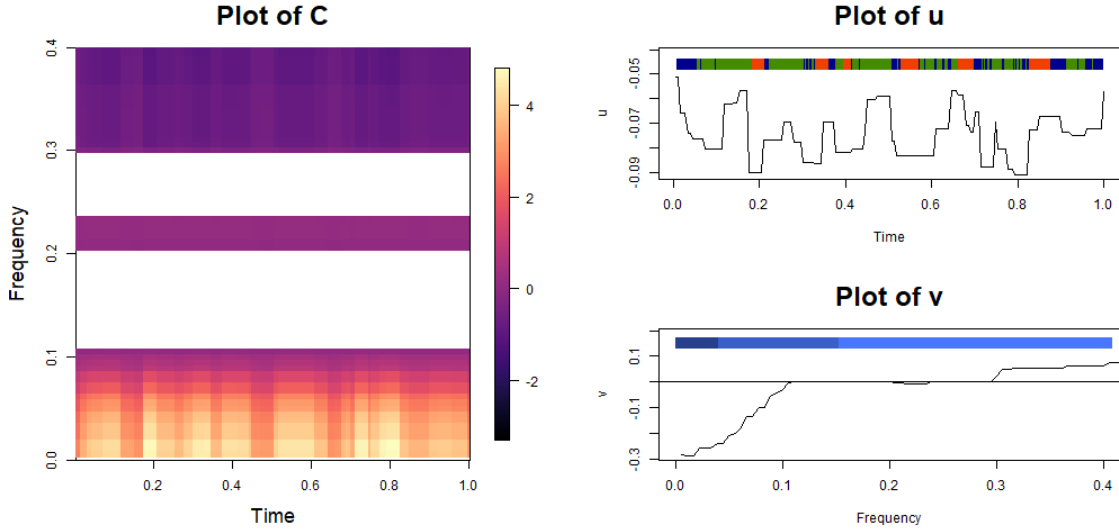 Plot of C
0.4
0.3
0.2
0.1
0.0
Frequency
0.2 0.4 0.6 0.8 1.0
Time
4
2
0
-2
Plot of u
-0.05
-0.07
-0.09
u
0.0 0.2 0.4 0.6 0.8 1.0
Time
Plot of v
0.1
-0.1
-0.3
v
0.0 0.1 0.2 0.3 0.4
Frequency